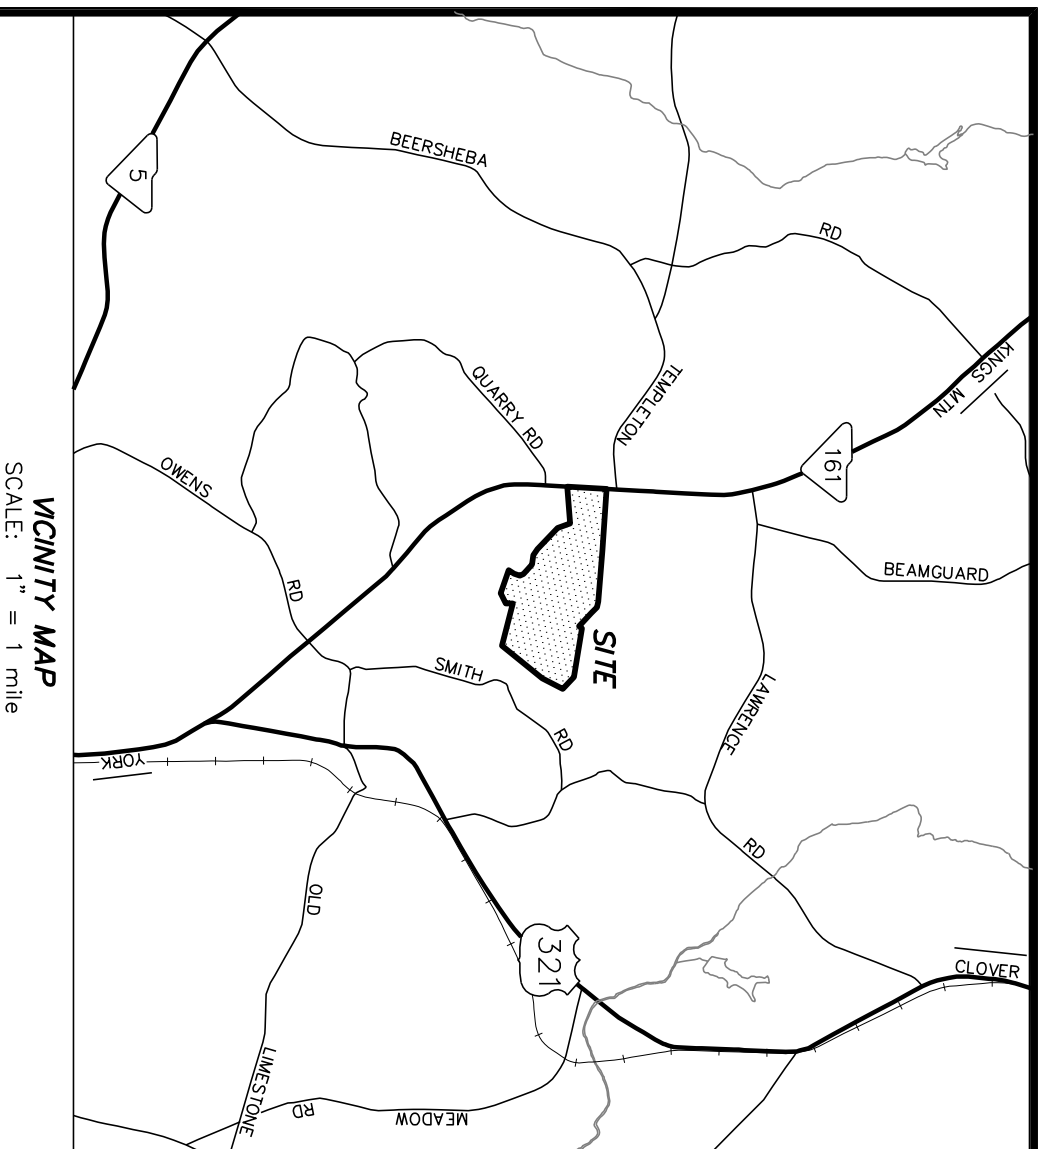 BEERSHEBA
RD
5
KINGS
MTN
161
TEMPLETON
QUARRY RD
OWENS
RD
BEAMGUARD
SITE
SMITH
RD
LAWRENCE
RD
YORK
OLD
LIMESTONE
RD
MEADOW
321
CLOVER
VICINITY MAP
SCALE: 1" = 1 mile